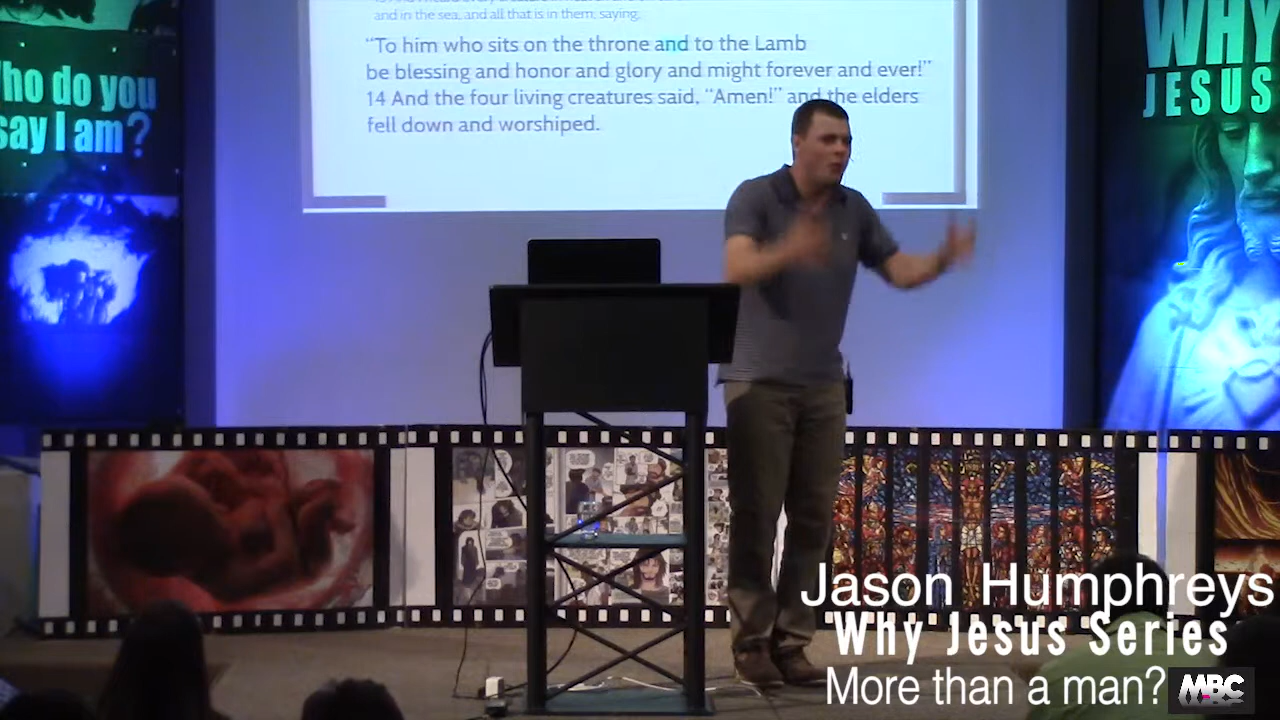 and in the sea, and all that is in them, saying,
“To him who sits on the throne and to the Lamb
be blessing and honor and glory and might forever and ever!”
14 And the four living creatures said, “Amen!” and the elders
fell down and worshiped.
ho do you
say I am?
WHY
JESUS
Jason Humphreys
Why Jesus Series
More than a man?
MBC